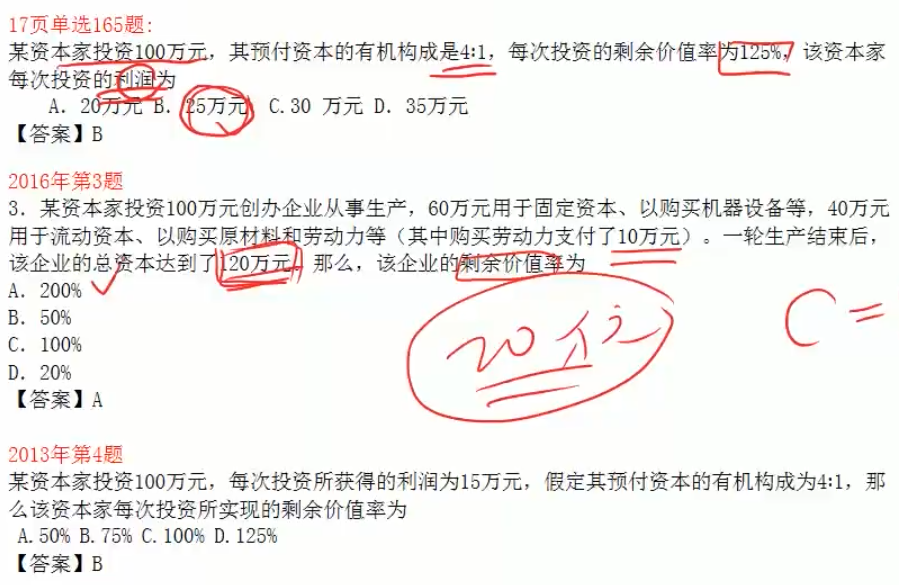 17页单选165题:
某资本家投资100万元，其预付资本的有机构成是4:1，每次投资的剩余价值率为125%，该资本家
每次投资的利润为
A. 20万元 B. 25万元 C.30 万元 D. 35万元
【答案】B
2016年第3题
3．某资本家投资100万元创办企业从事生产，60万元用于固定资本、以购买机器设备等，40万元
用于流动资本、以购买原材料和劳动力等（其中购买劳动力支付了10万元）。一轮生产结束后，
该企业的总资本达到了120万元。那么，该企业的剩余价值率为
A. 200%
B. 50%
C. 100%
D. 20%
【答案】A
20万元
C =
2013年第4题
某资本家投资100万元，每次投资所获得的利润为15万元，假定其预付资本的有机构成为4:1，那
么该资本家每次投资所实现的剩余价值率为
A.50% B.75% C.100% D.125%
【答案】B